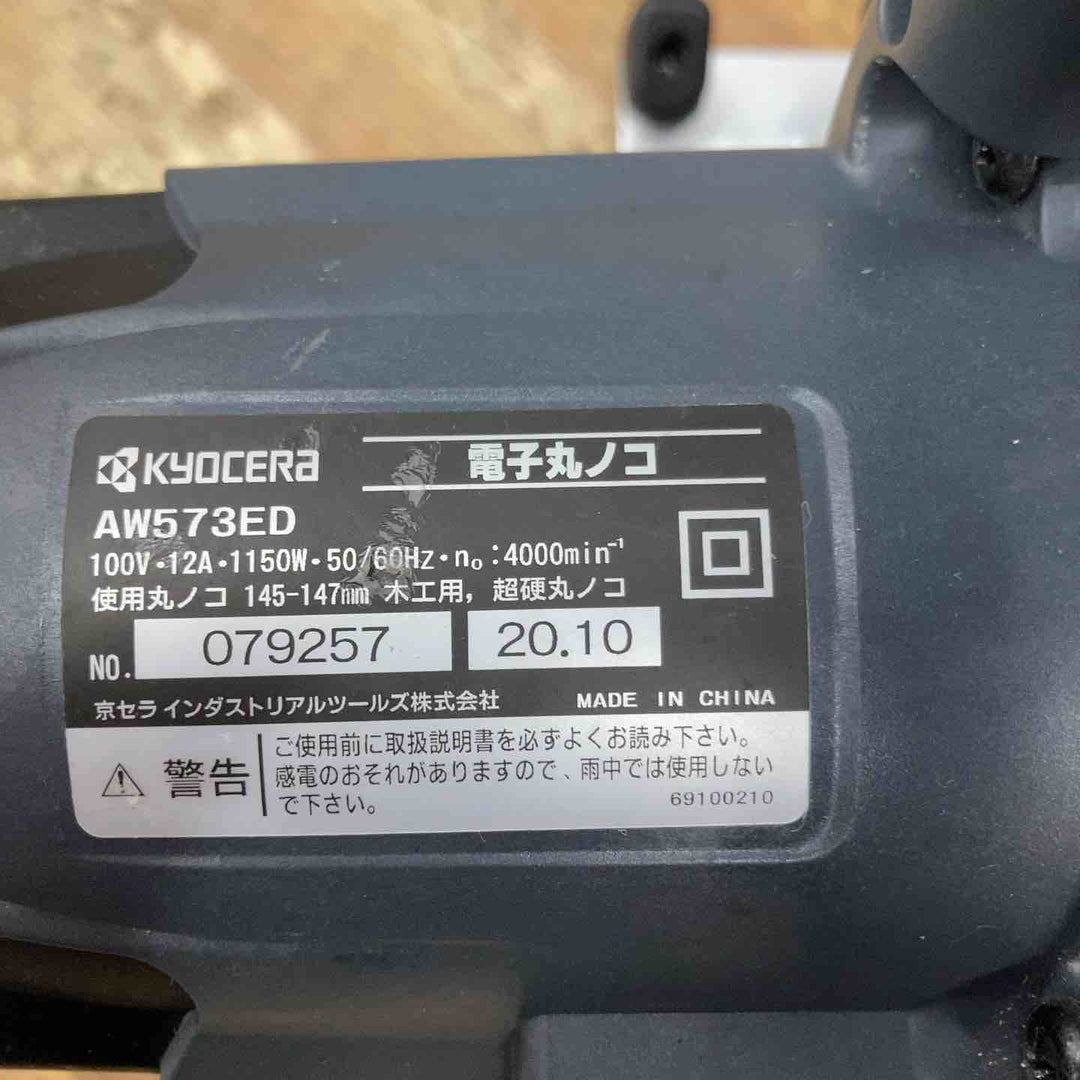 KYOCERA 電子丸ノコ
AW573ED
100V・12A・1150W・50/60Hz・n₀:4000min⁻¹
使用丸ノコ 145-147mm 木工用, 超硬丸ノコ
NO. 079257 20.10
京セラ インダストリアルツールズ株式会社 MADE IN CHINA
警告
ご使用前に取扱説明書を必ずよくお読み下さい。
感電のおそれがありますので、雨中では使用しない
で下さい。
69100210